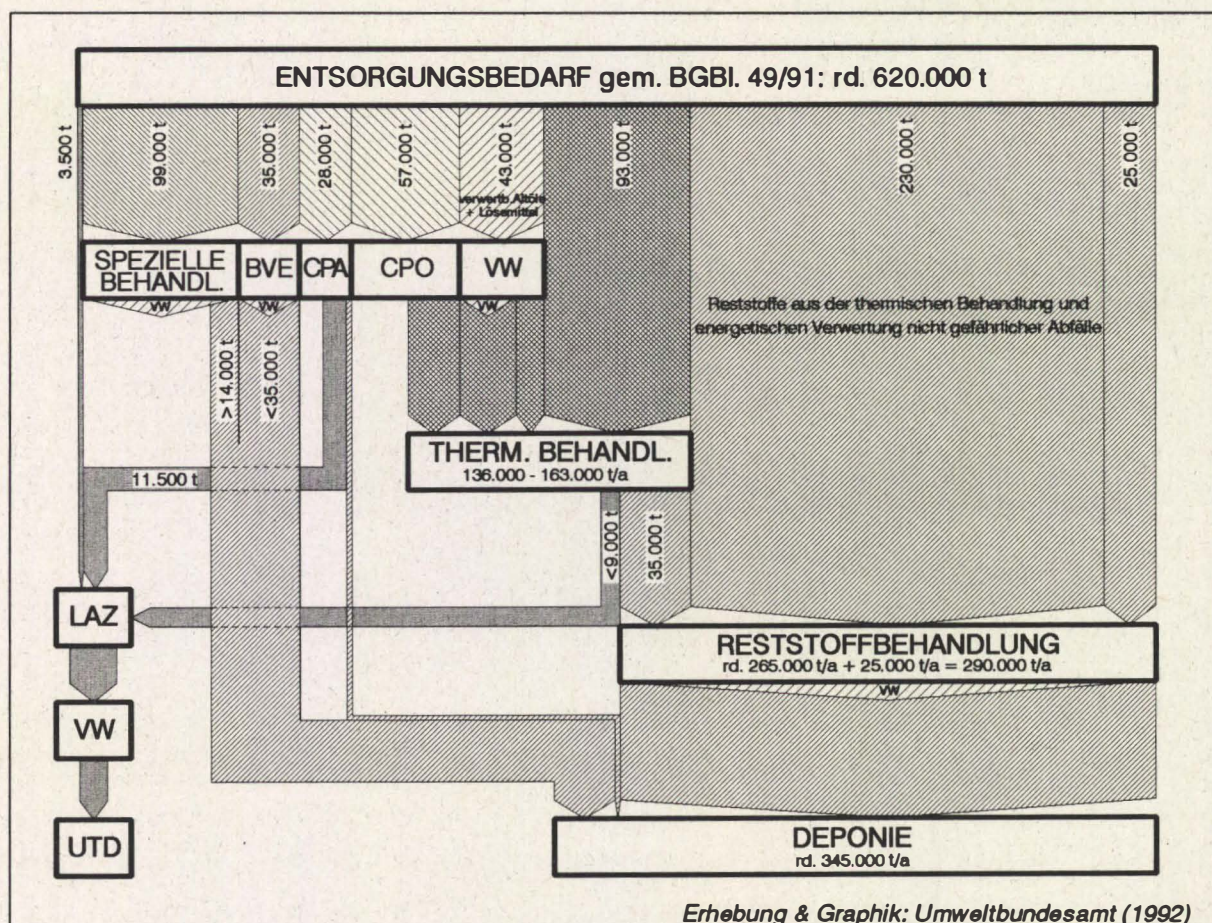 ENTSORGUNGSBEDARF gem. BGBl. 49/91: rd. 620.000 t
3.500 t
99.000 t
35.000 t
28.000 t
57.000 t
43.000 t
verwertb. Altöle
+ Lösemittel
93.000 t
230.000 t
25.000 t
SPEZIELLE
BEHANDL.
BVE
CPA
CPO
VW
VW
VW
VW
Reststoffe aus der thermischen Behandlung und
energetischen Verwertung nicht gefährlicher Abfälle
>14.000 t
<35.000 t
THERM. BEHANDL.
136.000 - 163.000 t/a
11.500 t
<9.000 t
35.000 t
LAZ
RESTSTOFFBEHANDLUNG
rd. 265.000 t/a + 25.000 t/a = 290.000 t/a
VW
VW
UTD
DEPONIE
rd. 345.000 t/a
Erhebung & Graphik: Umweltbundesamt (1992)